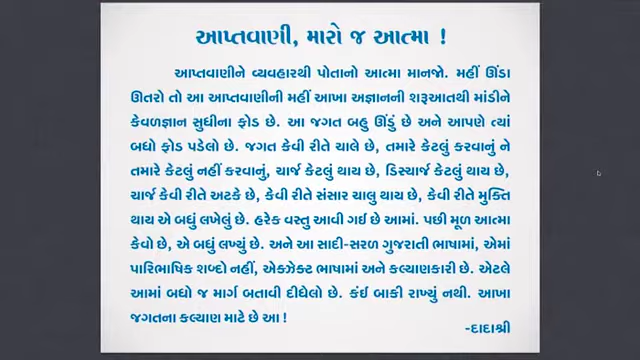 આપ્તવાણી, મારો જ આત્મા !
આપ્તવાણીને વ્યવહારથી પોતાનો આત્મા માનજો. મહીં ઊંડા
ઊતરો તો આ આપ્તવાણીની મહીં આખા અજ્ઞાનની શરૂઆતથી માંડીને
કેવળજ્ઞાન સુધીના ફોડ છે. આ જગત બહુ ઊંડું છે અને આપણે ત્યાં
બધો ફોડ પડેલો છે. જગત કેવી રીતે ચાલે છે, તમારે કેટલું કરવાનું ને
તમારે કેટલું નહીં કરવાનું, ચાર્જ કેટલું થાય છે, ડિસ્ચાર્જ કેટલું થાય છે,
ચાર્જ કેવી રીતે અટકે છે, કેવી રીતે સંસાર ચાલુ થાય છે, કેવી રીતે મુક્તિ
થાય એ બધું લખેલું છે. હરેક વસ્તુ આવી ગઈ છે આમાં. પછી મૂળ આત્મા
કેવો છે, એ બધું લખ્યું છે. અને આ સાદી-સરળ ગુજરાતી ભાષામાં, એમાં
પારિભાષિક શબ્દો નહીં, એક્ઝેક્ટ ભાષામાં અને કલ્યાણકારી છે. એટલે
આમાં બધો જ માર્ગ બતાવી દીધેલો છે. કંઈ બાકી રાખ્યું નથી. આખા
જગતના કલ્યાણ માટે છે આ !
-દાદાશ્રી